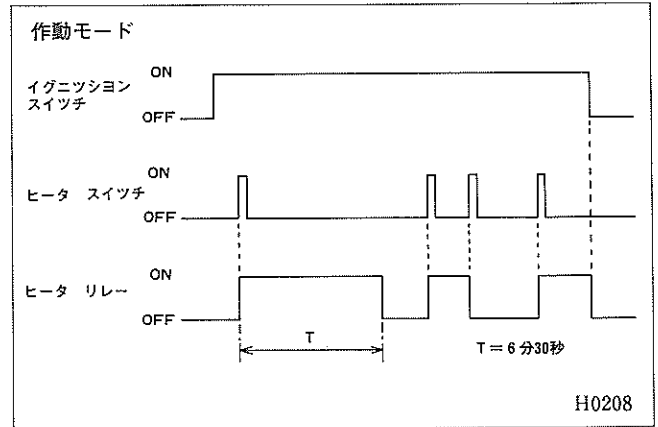 作動モード
イグニッション
スイッチ
ON
OFF
ヒータ スイッチ
ON
OFF
ヒータ リレー
ON
OFF
T
T=6分30秒
H0208